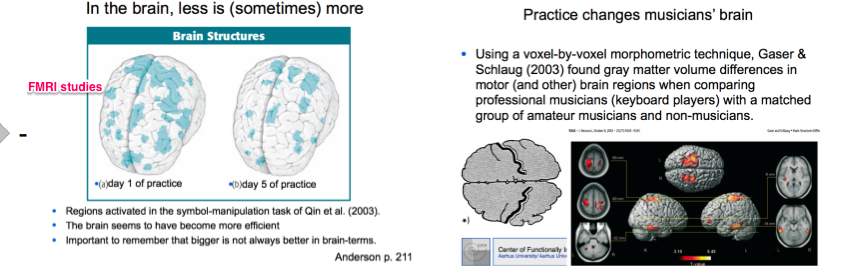 In the brain, less is (sometimes) more
Brain Structures
FMRI studies
•(a)day 1 of practice
•(b)day 5 of practice
• Regions activated in the symbol-manipulation task of Qin et al. (2003).
• The brain seems to have become more efficient
• Important to remember that bigger is not always better in brain-terms.
Anderson p. 211
Practice changes musicians' brain
• Using a voxel-by-voxel morphometric technique, Gaser &
Schlaug (2003) found gray matter volume differences in
motor (and other) brain regions when comparing
professional musicians (keyboard players) with a matched
group of amateur musicians and non-musicians.
Center of Functionally I
Aarhus University/ Aarhus Univ
L
R
T-value